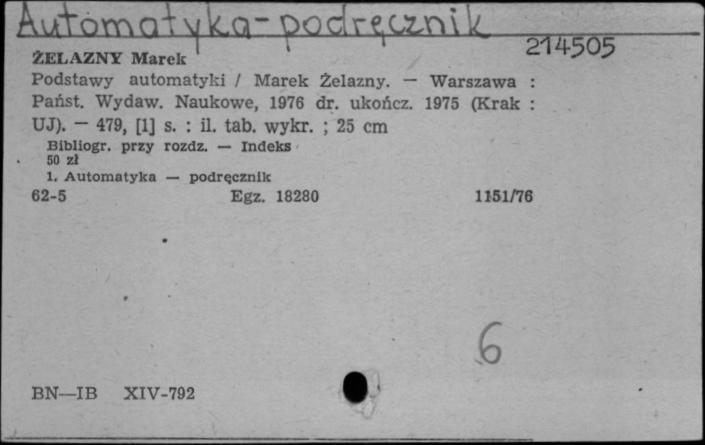 Automatyka-podręcznik
214505
ŻELAZNY Marek
Podstawy automatyki / Marek Żelazny. — Warszawa :
Państ. Wydaw. Naukowe, 1976 dr. ukończ. 1975 (Krak :
UJ). — 479, [1] s. : il. tab. wykr. ; 25 cm
Bibliogr. przy rozdz. — Indeks
50 zł
1. Automatyka — podręcznik
62-5 Egz. 18280 1151/76
6
BN—IB XIV-792